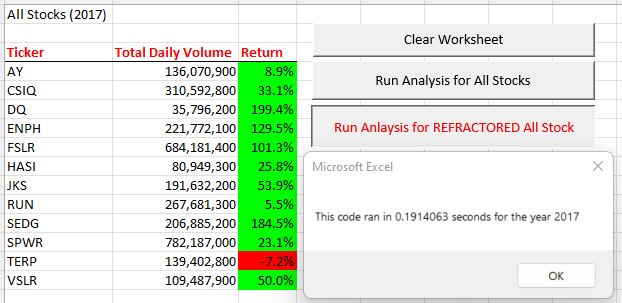 All Stocks (2017)
Ticker Total Daily Volume Return
AY 136,070,900 8.9%
CSIQ 310,592,800 33.1%
DQ 35,796,200 199.4%
ENPH 221,772,100 129.5%
FSLR 684,181,400 101.3%
HASI 80,949,300 25.8%
JKS 191,632,200 53.9%
RUN 267,681,300 5.5%
SEDG 206,885,200 184.5%
SPWR 782,187,000 23.1%
TERP 139,402,800 -7.2%
VSLR 109,487,900 50.0%
Clear Worksheet
Run Analysis for All Stocks
Run Anlaysis for REFRACTORED All Stock
Microsoft Excel
This code ran in 0.1914063 seconds for the year 2017
OK